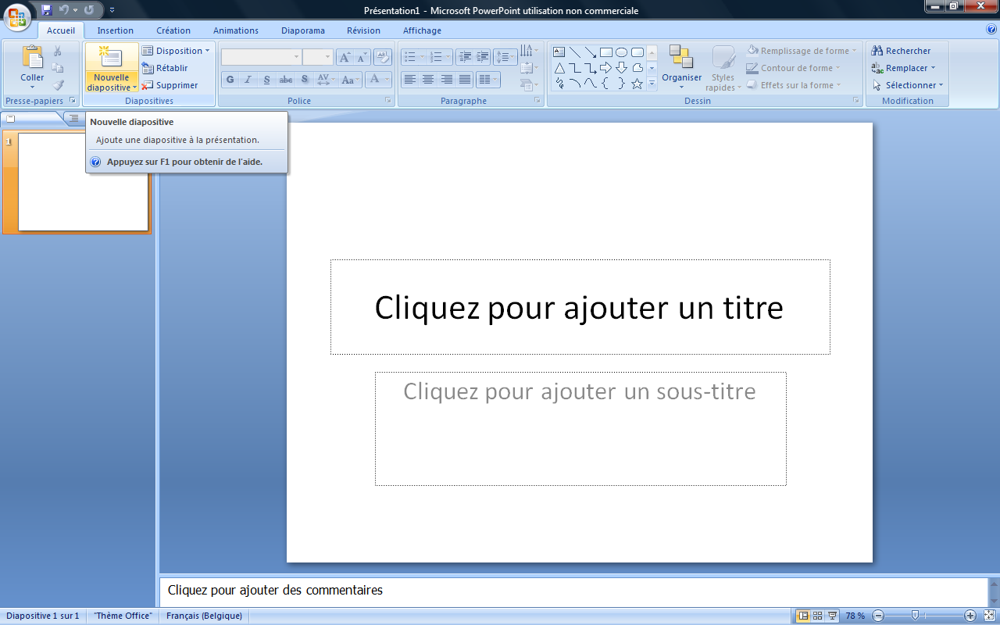 Présentation1 - Microsoft PowerPoint utilisation non commerciale
Accueil Insertion Création Animations Diaporama Révision Affichage
Coller
Presse-papiers
Nouvelle diapositive
Disposition
Rétablir
Supprimer
Diapositives
G I S abc S AV Aa A
Police
Paragraphe
Organiser
Styles rapides
Remplissage de forme
Contour de forme
Effets sur la forme
Dessin
Rechercher
Remplacer
Sélectionner
Modification
Nouvelle diapositive
Ajoute une diapositive à la présentation.
Appuyez sur F1 pour obtenir de l'aide.
1
Cliquez pour ajouter un titre
Cliquez pour ajouter un sous-titre
Cliquez pour ajouter des commentaires
Diapositive 1 sur 1 "Thème Office" Français (Belgique) 78 %